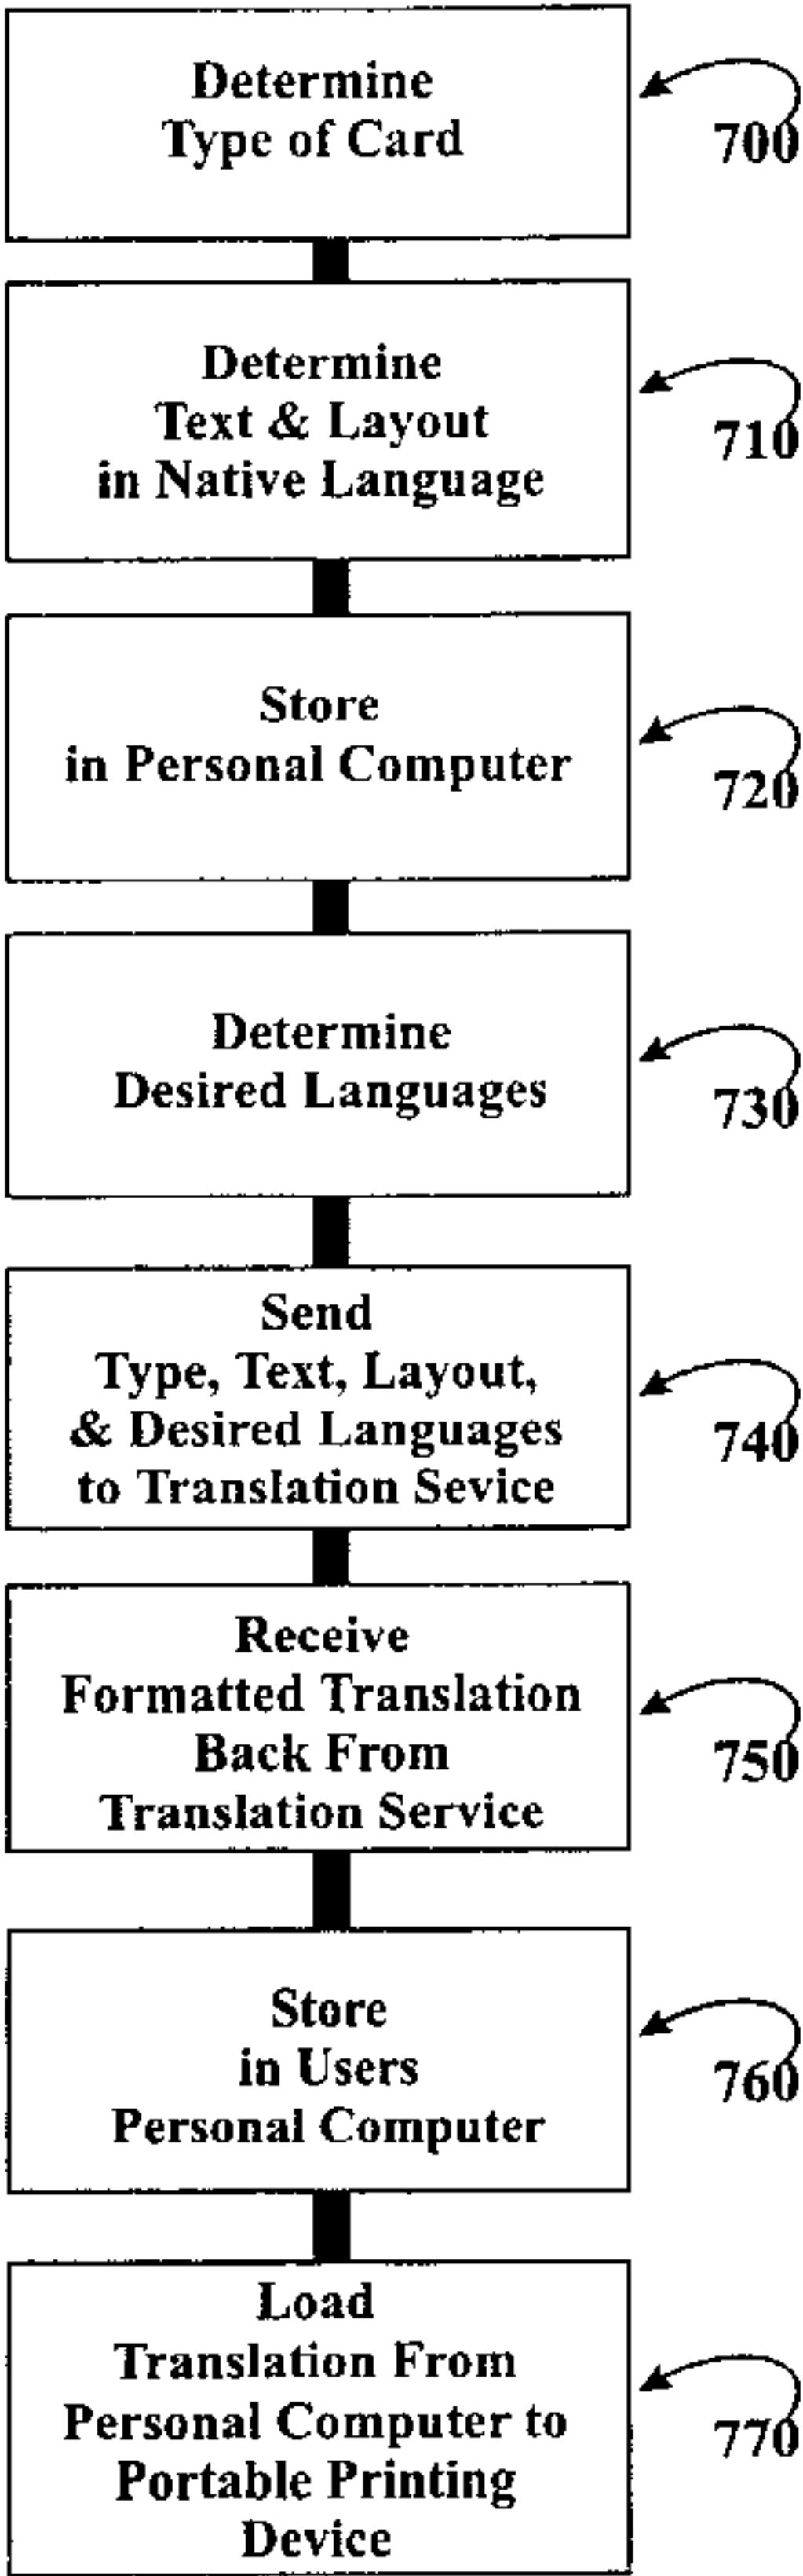 Determine
Type of Card
700
Determine
Text & Layout
in Native Language
710
Store
in Personal Computer
720
Determine
Desired Languages
730
Send
Type, Text, Layout,
& Desired Languages
to Translation Sevice
740
Receive
Formatted Translation
Back From
Translation Service
750
Store
in Users
Personal Computer
760
Load
Translation From
Personal Computer to
Portable Printing
Device
770